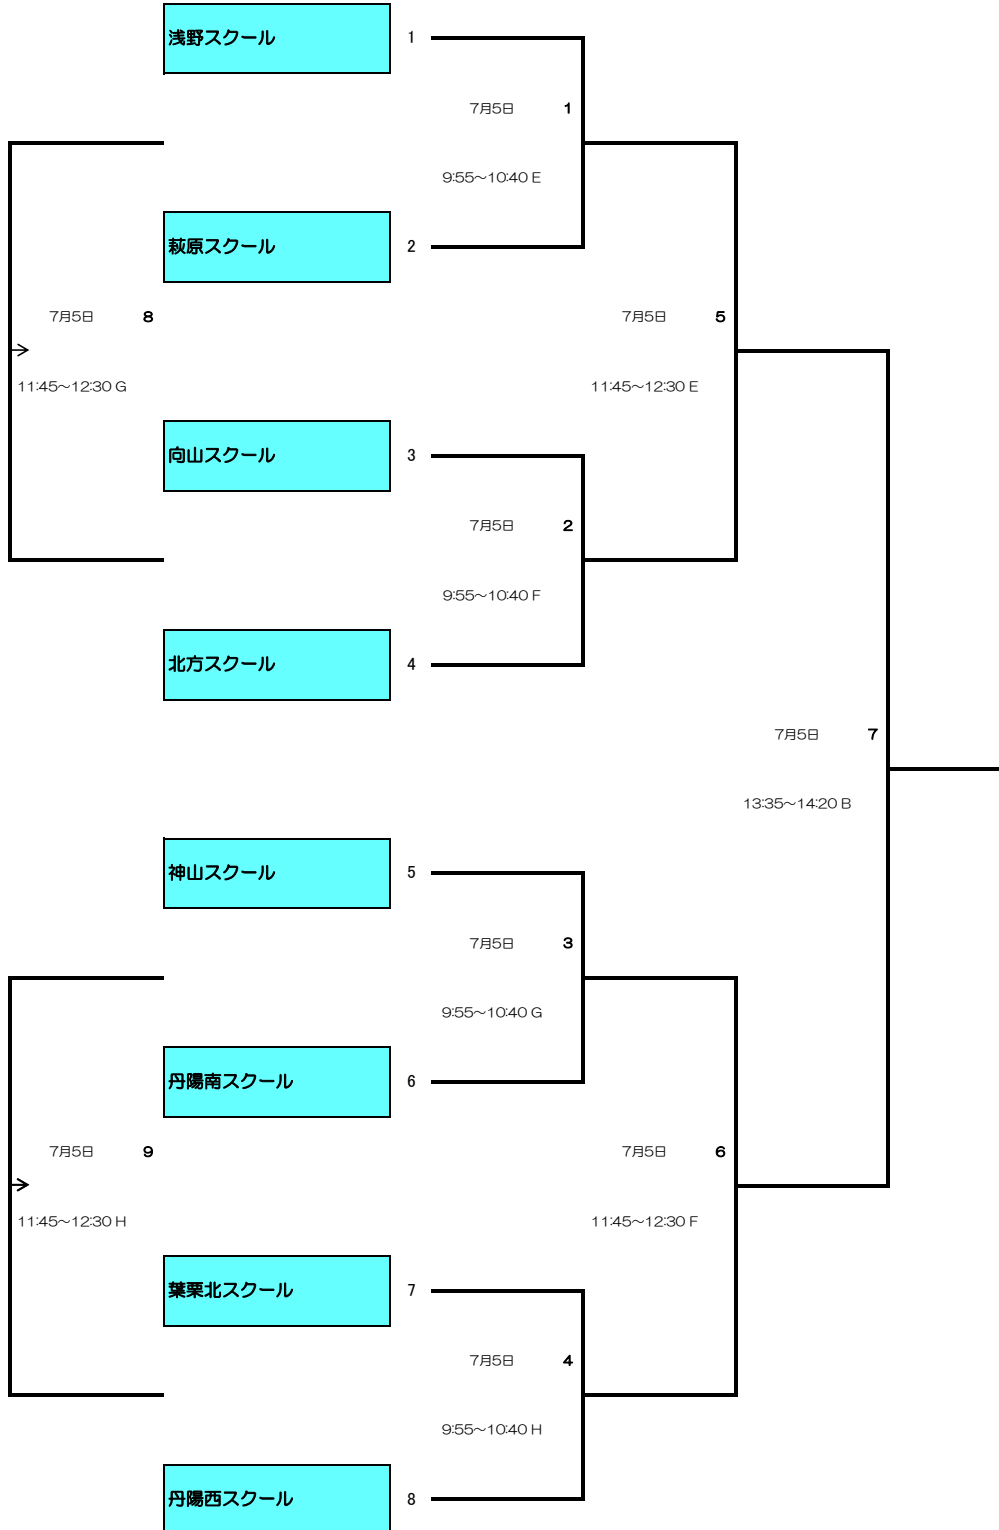 浅野スクール
1
7月5日
1
9:55～10:40 E
萩原スクール
2
7月5日
8
7月5日
5
11:45～12:30 G
11:45～12:30 E
向山スクール
3
7月5日
2
9:55～10:40 F
北方スクール
4
7月5日
7
13:35～14:20 B
神山スクール
5
7月5日
3
9:55～10:40 G
丹陽南スクール
6
7月5日
9
7月5日
6
11:45～12:30 H
11:45～12:30 F
葉栗北スクール
7
7月5日
4
9:55～10:40 H
丹陽西スクール
8